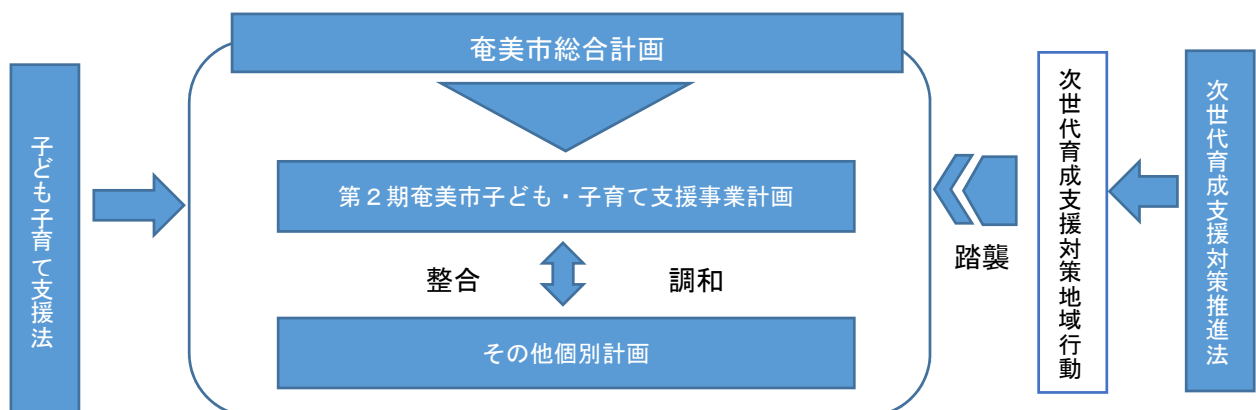 奄美市総合計画
子ども子育て支援法
第２期奄美市子ども・子育て支援事業計画
整合
調和
その他個別計画
踏襲
次世代育成支援対策地域行動
次世代育成支援対策推進法